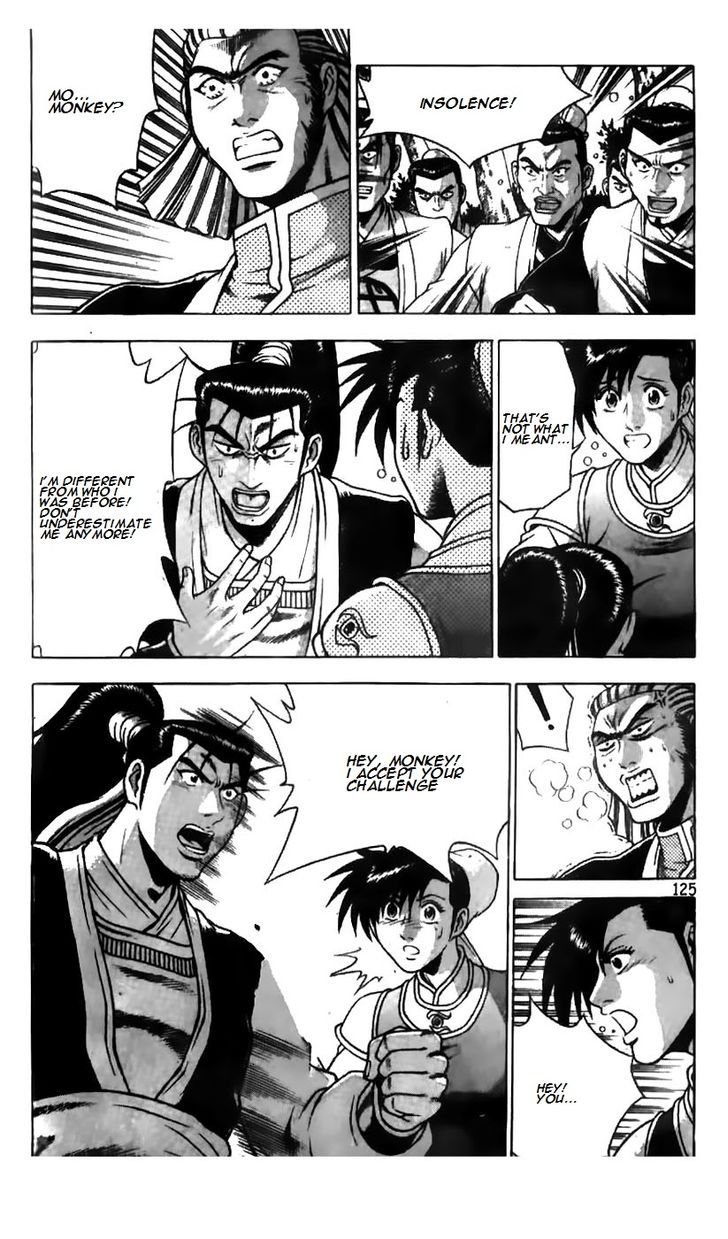 MO...
MONKEY?
INSOLENCE!
I'M DIFFERENT
FROM WHO I
WAS BEFORE!
DON'T
UNDERESTIMATE
ME ANYMORE!
THAT'S
NOT WHAT
I MEANT...
HEY, MONKEY!
I ACCEPT YOUR
CHALLENGE
!
125
HEY!
YOU...